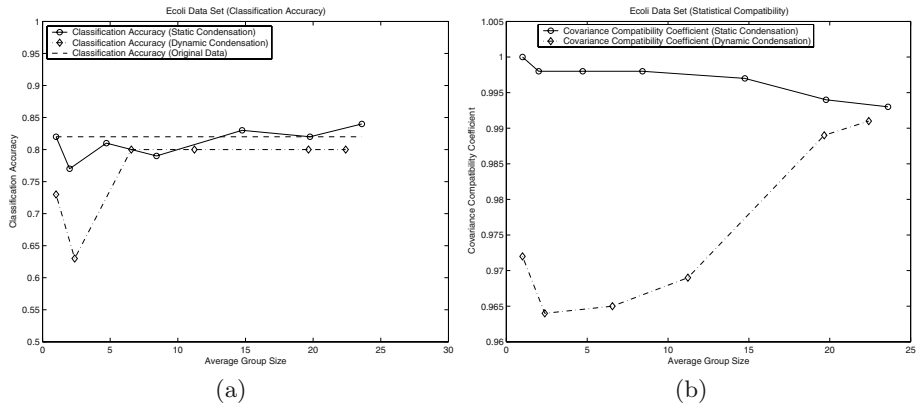 Ecoli Data Set (Classification Accuracy)
1
0.95
0.9
0.85
0.8
0.75
0.7
0.65
0.6
0.55
0.5
Classification Accuracy
Classification Accuracy (Static Condensation)
Classification Accuracy (Dynamic Condensation)
Classification Accuracy (Original Data)
0 5 10 15 20 25 30
Average Group Size
(a)
Ecoli Data Set (Statistical Compatibility)
1.005
1
0.995
0.99
0.985
0.98
0.975
0.97
0.965
0.96
Covariance Compatibility Coefficient
Covariance Compatibility Coefficient (Static Condensation)
Covariance Compatibility Coefficient (Dynamic Condensation)
0 5 10 15 20 25
Average Group Size
(b)